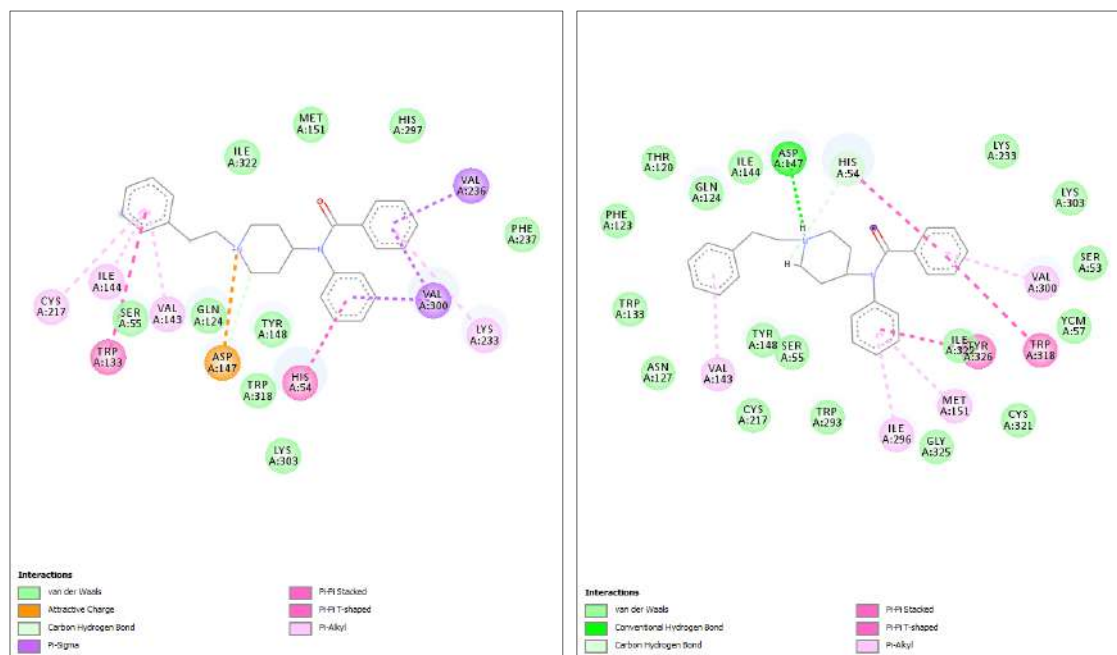 MET
A:151
HIS
A:297
ILE
A:322
VAL
A:236
PHE
A:237
O
N
N
ILE
A:144
CYS
A:217
SER
A:55
VAL
A:143
GLN
A:124
TYR
A:148
VAL
A:300
LYS
A:233
TRP
A:133
ASP
A:147
TRP
A:318
HIS
A:54
LYS
A:303
Interactions
van der Waals
Attractive Charge
Carbon Hydrogen Bond
Pi-Sigma
Pi-Pi Stacked
Pi-Pi T-shaped
Pi-Alkyl
THR
A:120
GLN
A:124
ILE
A:144
ASP
A:147
HIS
A:54
LYS
A:233
LYS
A:303
PHE
A:123
H
N
H
N
SER
A:53
VAL
A:300
YCM
A:57
TRP
A:133
TYR
A:148
SER
A:55
ILE
TYR
A:326
TRP
A:318
ASN
A:127
VAL
A:143
CYS
A:217
TRP
A:293
MET
A:151
ILE
A:296
GLY
A:325
CYS
A:321
Interactions
van der Waals
Conventional Hydrogen Bond
Carbon Hydrogen Bond
Pi-Pi Stacked
Pi-Pi T-shaped
Pi-Alkyl